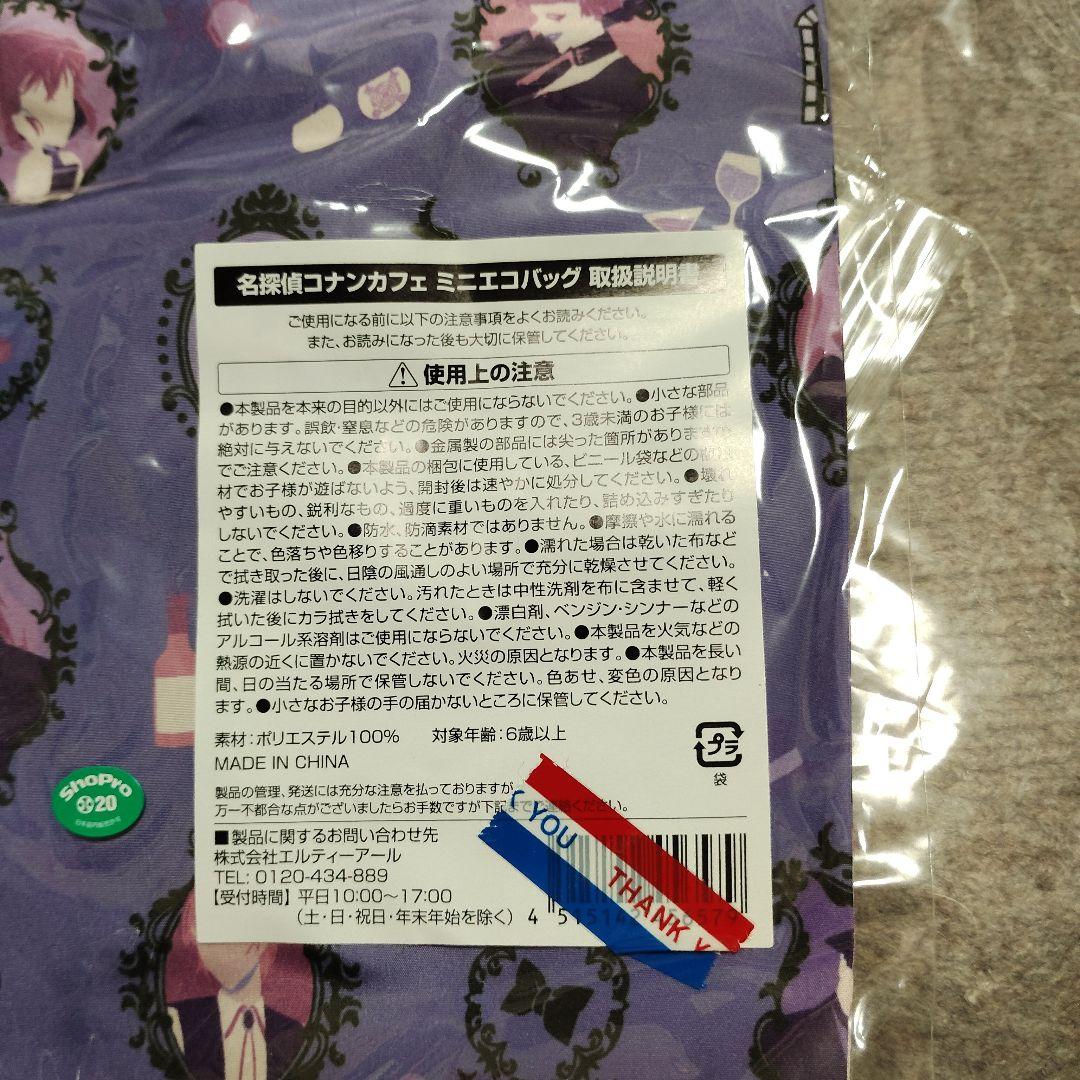 名探偵コナンカフェ ミニエコバッグ 取扱説明書
ご使用になる前に以下の注意事項をよくお読みください。
また、お読みになった後も大切に保管してください。
使用上の注意
●本製品を本来の目的以外にはご使用にならないでください。●小さな部品
がありますます。誤飲・窒息などの危険がありますので、3歳未満のお子様には
絶対に与えないでください。●金属製の部品には尖った箇所がありますの
でご注意ください。●本製品の梱包に使用している、ビニール袋などの梱包
材でお子様が遊ばないよう、開封後は速やかに処分してください。●壊れ
やすいもの、鋭利なもの、過度に重いものを入れたり、詰め込みすぎたり
しないでください。●防水、防滴素材ではありません。●摩擦や水に濡れる
ことで、色落ちや色移りすることがあります。●濡れた場合は乾いた布など
で拭き取った後に、日陰の風通しのよい場所で充分に乾燥させてください。
●洗濯はしないでください。汚れたときは中性洗剤を布に含ませて、軽く
拭いた後にカラ拭きをしてください。●漂白剤、ベンジン・シンナーなどの
アルコール系溶剤はご使用にならないでください。●本製品を火気などの
熱源の近くに置かないでください。火災の原因となります。●本製品を長い
間、日の当たる場所で保管しないでください。色あせ、変色の原因となり
ます。●小さなお子様の手の届かないところに保管してください。
素材:ポリエステル100% 対象年齢:6歳以上
MADE IN CHINA
プラ
袋
製品の管理、発送には充分な注意を払っておりますが、
万一不都合な点がございましたらお手数ですが下記まで
ください。
■製品に関するお問い合わせ先
株式会社エルティーアール
TEL; 0120-434-889
【受付時間】平日10:00〜17:00
(土・日・祝日・年末年始を除く)
YOU
THANK Y
ShoPro
20